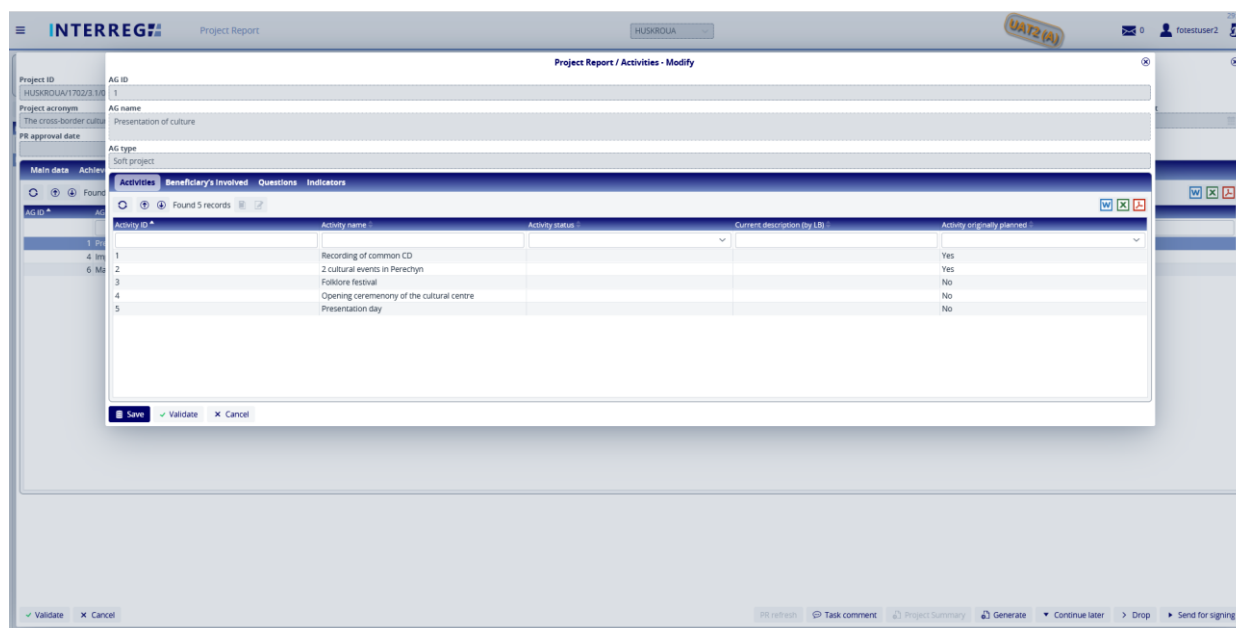 INTERREG
Project Report
HUSKROUA
UAT2 (A)
0
fotestuser2
Project Report / Activities - Modify
Project ID
AG ID
HUSKROUA/1702/3.1/0
1
Project acronym
AG name
The cross-border cultu
Presentation of culture
PR approval date
AG type
Soft project
Main data Achiev
Activities Beneficiary's Involved Questions Indicators
Found
Found 5 records
AG ID AG
Activity ID Activity name Activity status Current description (by LB) Activity originally planned
1 Pr
4 Im
6 Ma
1 Recording of common CD Yes
2 2 cultural events in Perechyn Yes
3 Folklore festival No
4 Opening ceremenony of the cultural centre No
5 Presentation day No
Save Validate Cancel
Validate Cancel
PR refresh Task comment Project Summary Generate Continue later Drop Send for signing